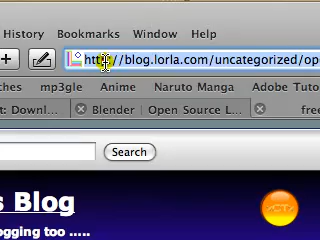 History Bookmarks Window Help
http://blog.lorla.com/uncategorized/op
ches mp3gle Anime Naruto Manga Adobe Tuto
t: Downl... Blender | Open Source L... fr
Search
s Blog
ogging too .....